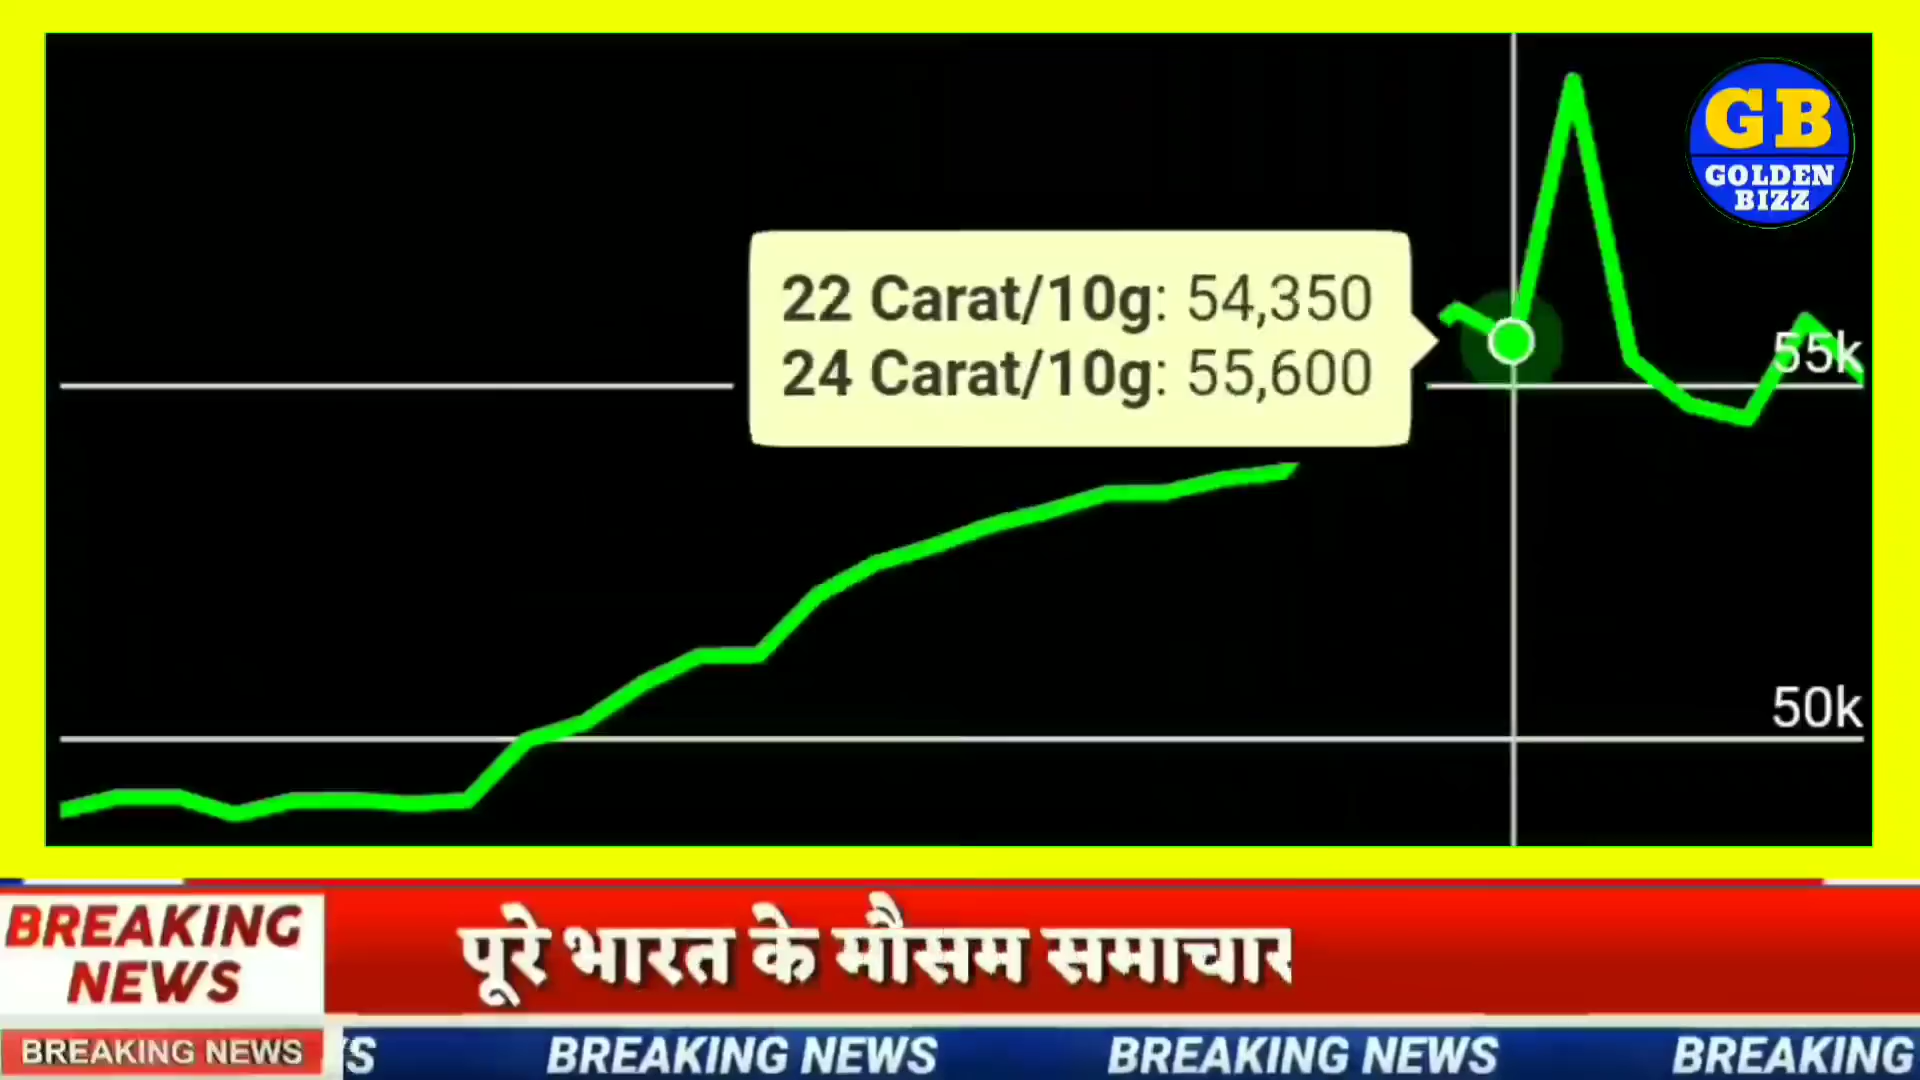 GB
GOLDEN
BIZZ
22 Carat/10g: 54,350
24 Carat/10g: 55,600
55k
50k
BREAKING
NEWS
पूरे भारत के मौसम समाचार
BREAKING NEWS
BREAKING NEWS BREAKING NEWS BREAKING